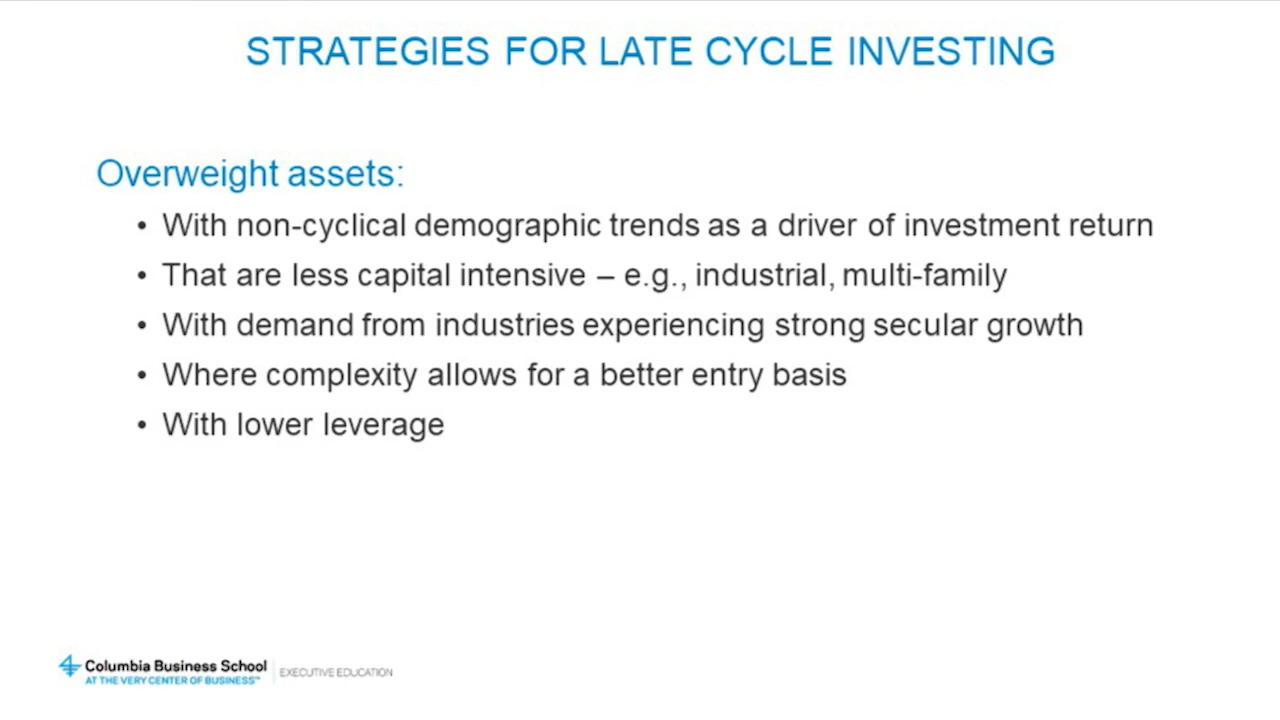 STRATEGIES FOR LATE CYCLE INVESTING
Overweight assets:
• With non-cyclical demographic trends as a driver of investment return
• That are less capital intensive – e.g., industrial, multi-family
• With demand from industries experiencing strong secular growth
• Where complexity allows for a better entry basis
• With lower leverage
Columbia Business School
AT THE VERY CENTER OF BUSINESS™
EXECUTIVE EDUCATION